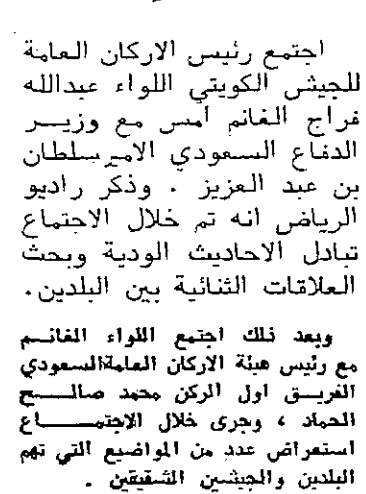 اجتمع رئيس الاركان العامة
للجيش الكويتي اللواء عبدالله
فراج الغانم امس مع وزير
الدفاع السعودي الامير سلطان
بن عبد العزيز . وذكر راديو
الرياض انه تم خلال الاجتماع
تبادل الاحاديث الودية وبحث
العلاقات الثنائية بين البلدين .
وبعد ذلك اجتمع اللواء الغانم
مع رئيس هيئة الاركان العامة السعودي
الفريق اول الركن محمد صالح
الحماد ، وجرى خلال الاجتماع
استعراض عدد من المواضيع التي تهم
البلدين والجيشين الشقيقين .